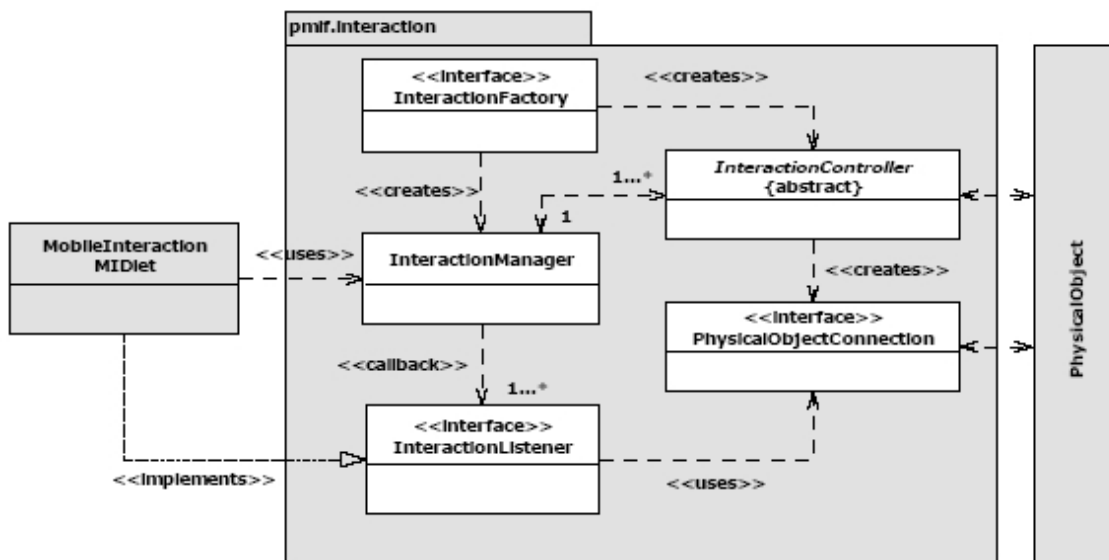 pmif.Interaction
<<Interface>>
InteractionFactory
<<creates>>
InteractionController
{abstract}
<<creates>>
1...*
1
MobileInteraction
MIDlet
<<uses>>
InteractionManager
<<creates>>
<<Interface>>
PhysicalObjectConnection
PhysicalObject
<<callback>>
1...*
<<Interface>>
InteractionListener
<<implements>>
<<uses>>